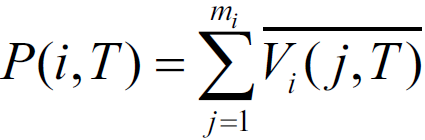 P(i,T) = \sum_{j=1}^{m_i} \overline{V_i(j,T)}